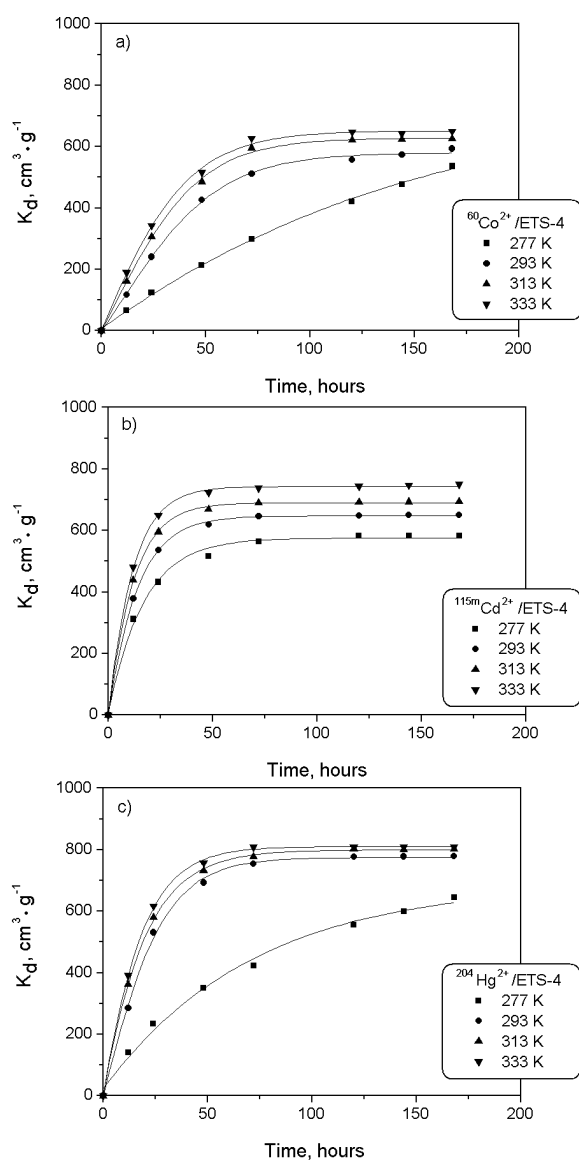 a)
1000
800
600
400
200
0
K_d, cm³·g⁻¹
⁶⁰Co²⁺/ETS-4
277 K
293 K
313 K
333 K
0 50 100 150 200
Time, hours
b)
1000
800
600
400
200
0
K_d, cm³·g⁻¹
¹¹⁵ᵐCd²⁺/ETS-4
277 K
293 K
313 K
333 K
0 50 100 150 200
Time, hours
c)
1000
800
600
400
200
0
K_d, cm³·g⁻¹
²⁰⁴Hg²⁺/ETS-4
277 K
293 K
313 K
333 K
0 50 100 150 200
Time, hours